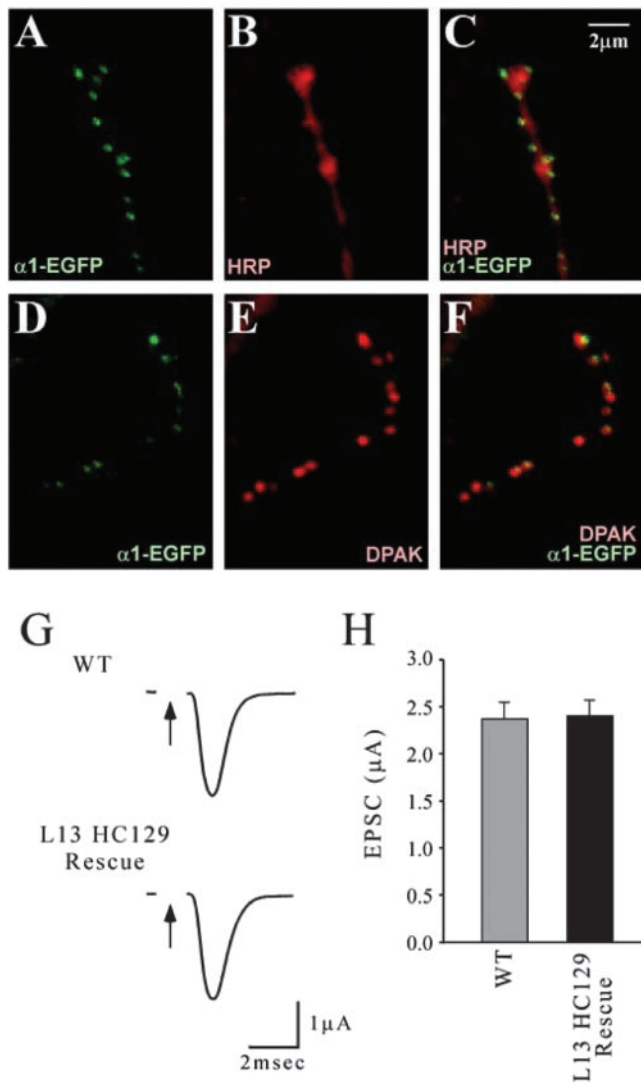 A
B
C
2μm
α1-EGFP
HRP
HRP
α1-EGFP
D
E
F
α1-EGFP
DPAK
DPAK
α1-EGFP
G
WT
L13 HC129
Rescue
1μA
2msec
H
EPSC (μA)
3.0
2.5
2.0
1.5
1.0
0.5
0.0
WT
L13 HC129
Rescue